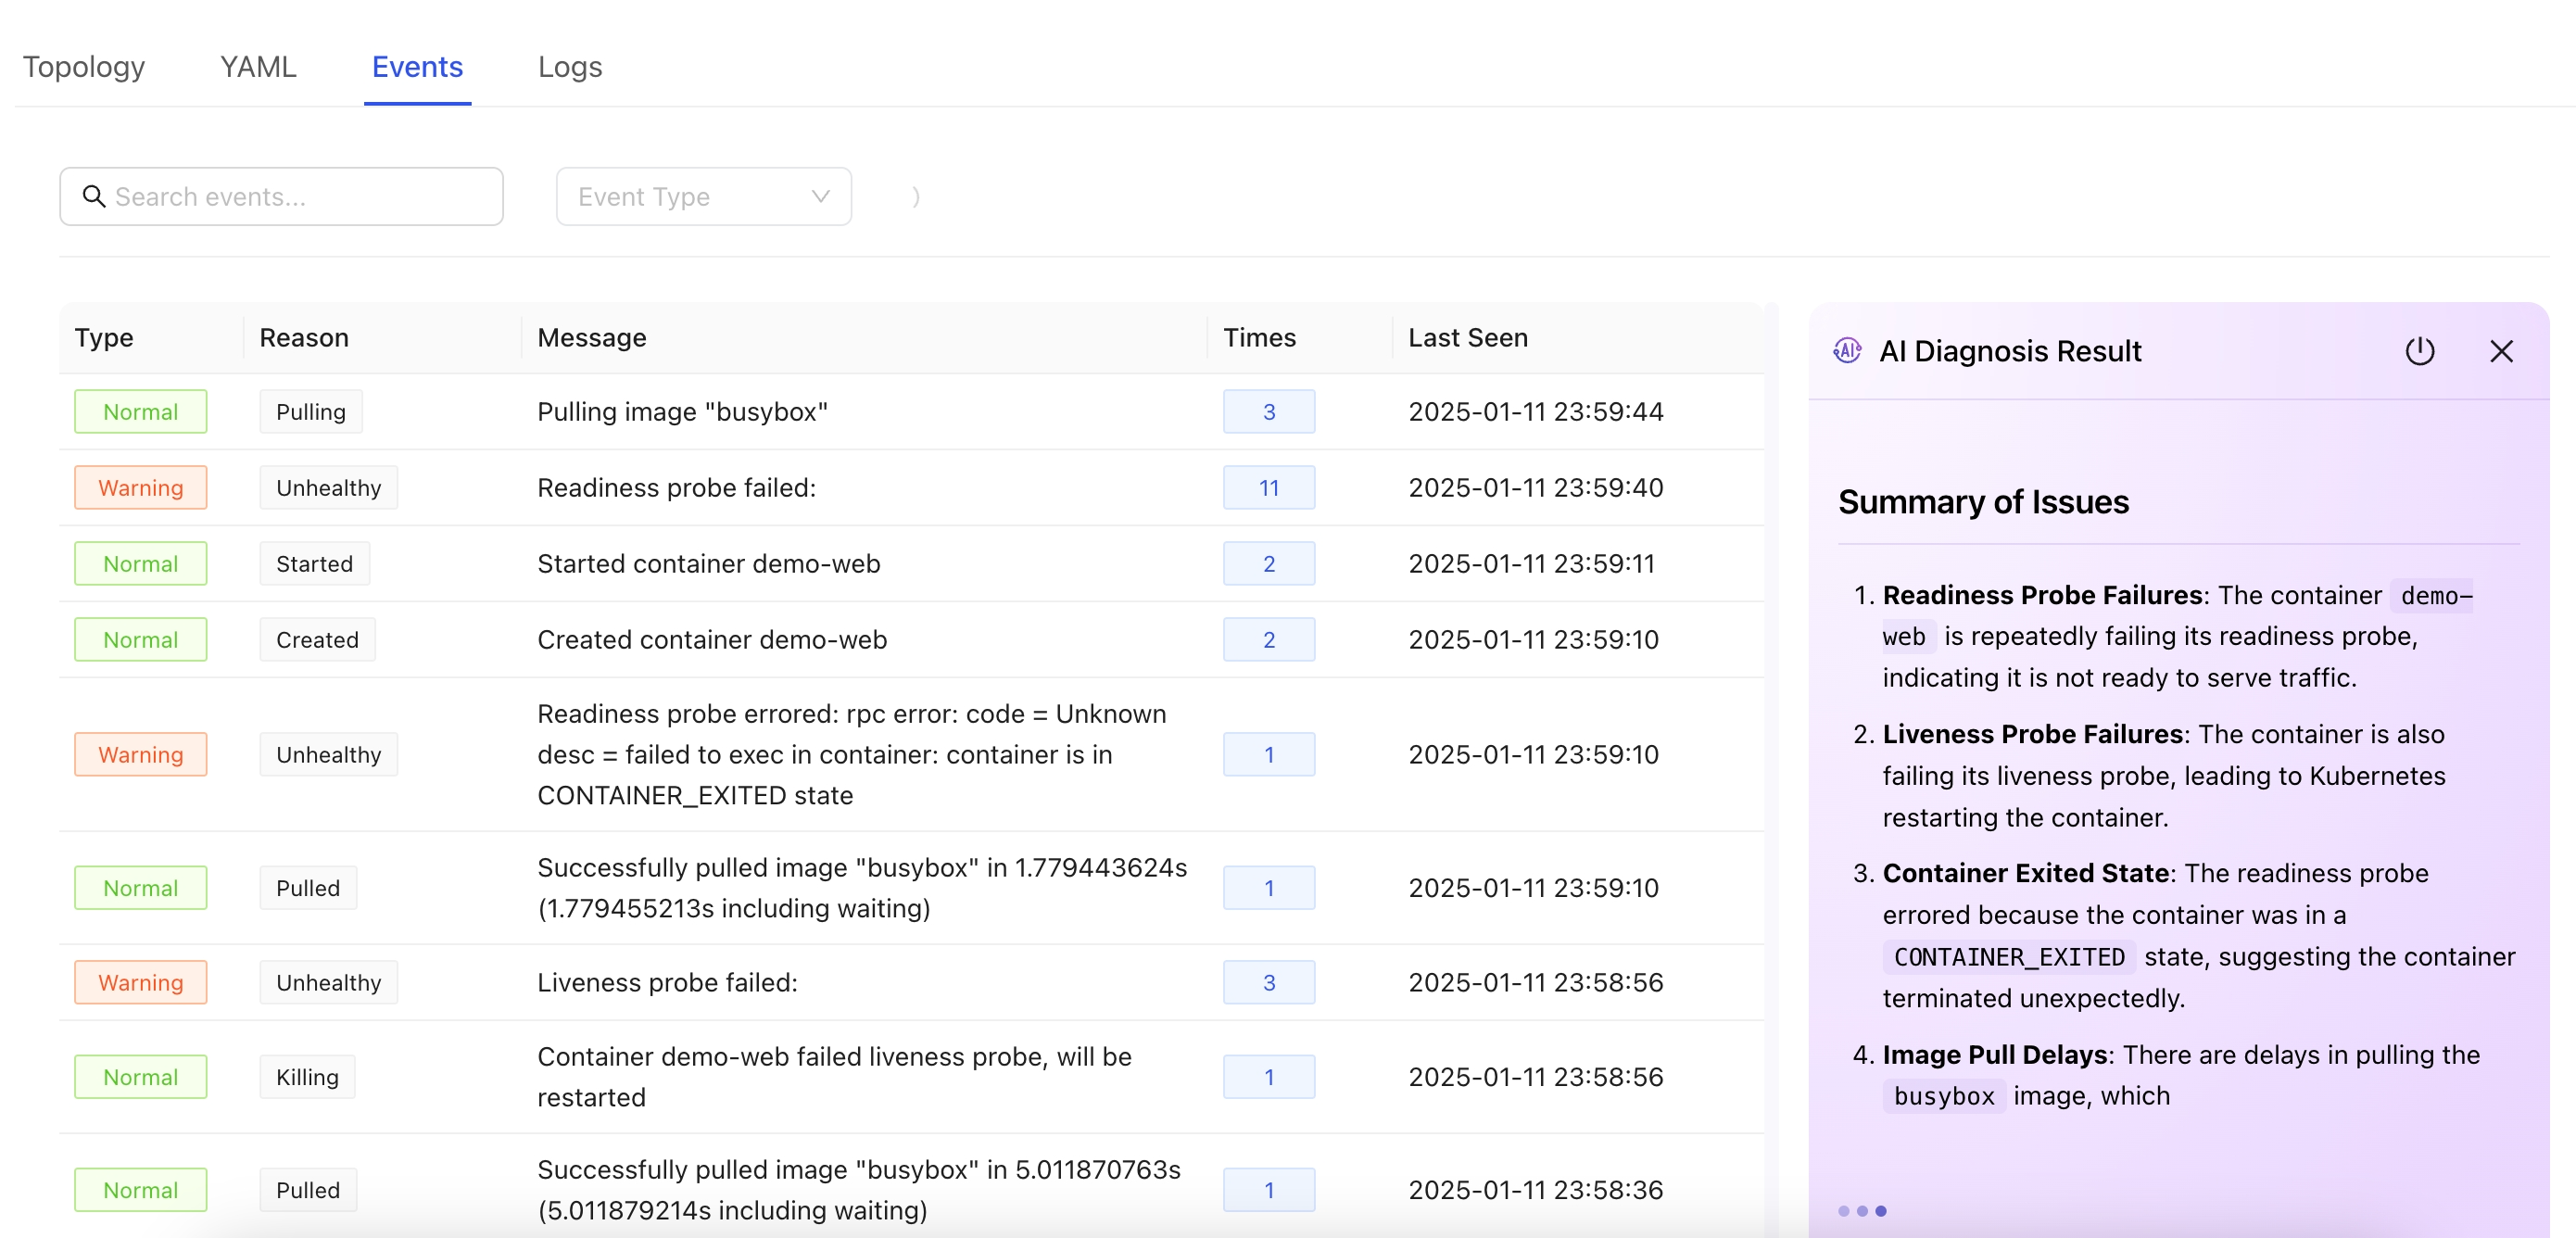 Topology YAML Events Logs
Search events... Event Type
Type Reason Message Times Last Seen
Normal Pulling Pulling image "busybox" 3 2025-01-11 23:59:44
Warning Unhealthy Readiness probe failed: 11 2025-01-11 23:59:40
Normal Started Started container demo-web 2 2025-01-11 23:59:11
Normal Created Created container demo-web 2 2025-01-11 23:59:10
Readiness probe errored: rpc error: code = Unknown
Warning Unhealthy desc = failed to exec in container: container is in 1 2025-01-11 23:59:10
CONTAINER_EXITED state
Successfully pulled image "busybox" in 1.779443624s
Normal Pulled 1 2025-01-11 23:59:10
(1.779455213s including waiting)
Warning Unhealthy Liveness probe failed: 3 2025-01-11 23:58:56
Container demo-web failed liveness probe, will be
Normal Killing 1 2025-01-11 23:58:56
restarted
Successfully pulled image "busybox" in 5.011870763s
Normal Pulled 1 2025-01-11 23:58:36
(5.011879214s including waiting)
AI AI Diagnosis Result
Summary of Issues
1. Readiness Probe Failures: The container demo-
web is repeatedly failing its readiness probe,
indicating it is not ready to serve traffic.
2. Liveness Probe Failures: The container is also
failing its liveness probe, leading to Kubernetes
restarting the container.
3. Container Exited State: The readiness probe
errored because the container was in a
CONTAINER_EXITED state, suggesting the container
terminated unexpectedly.
4. Image Pull Delays: There are delays in pulling the
busybox image, which